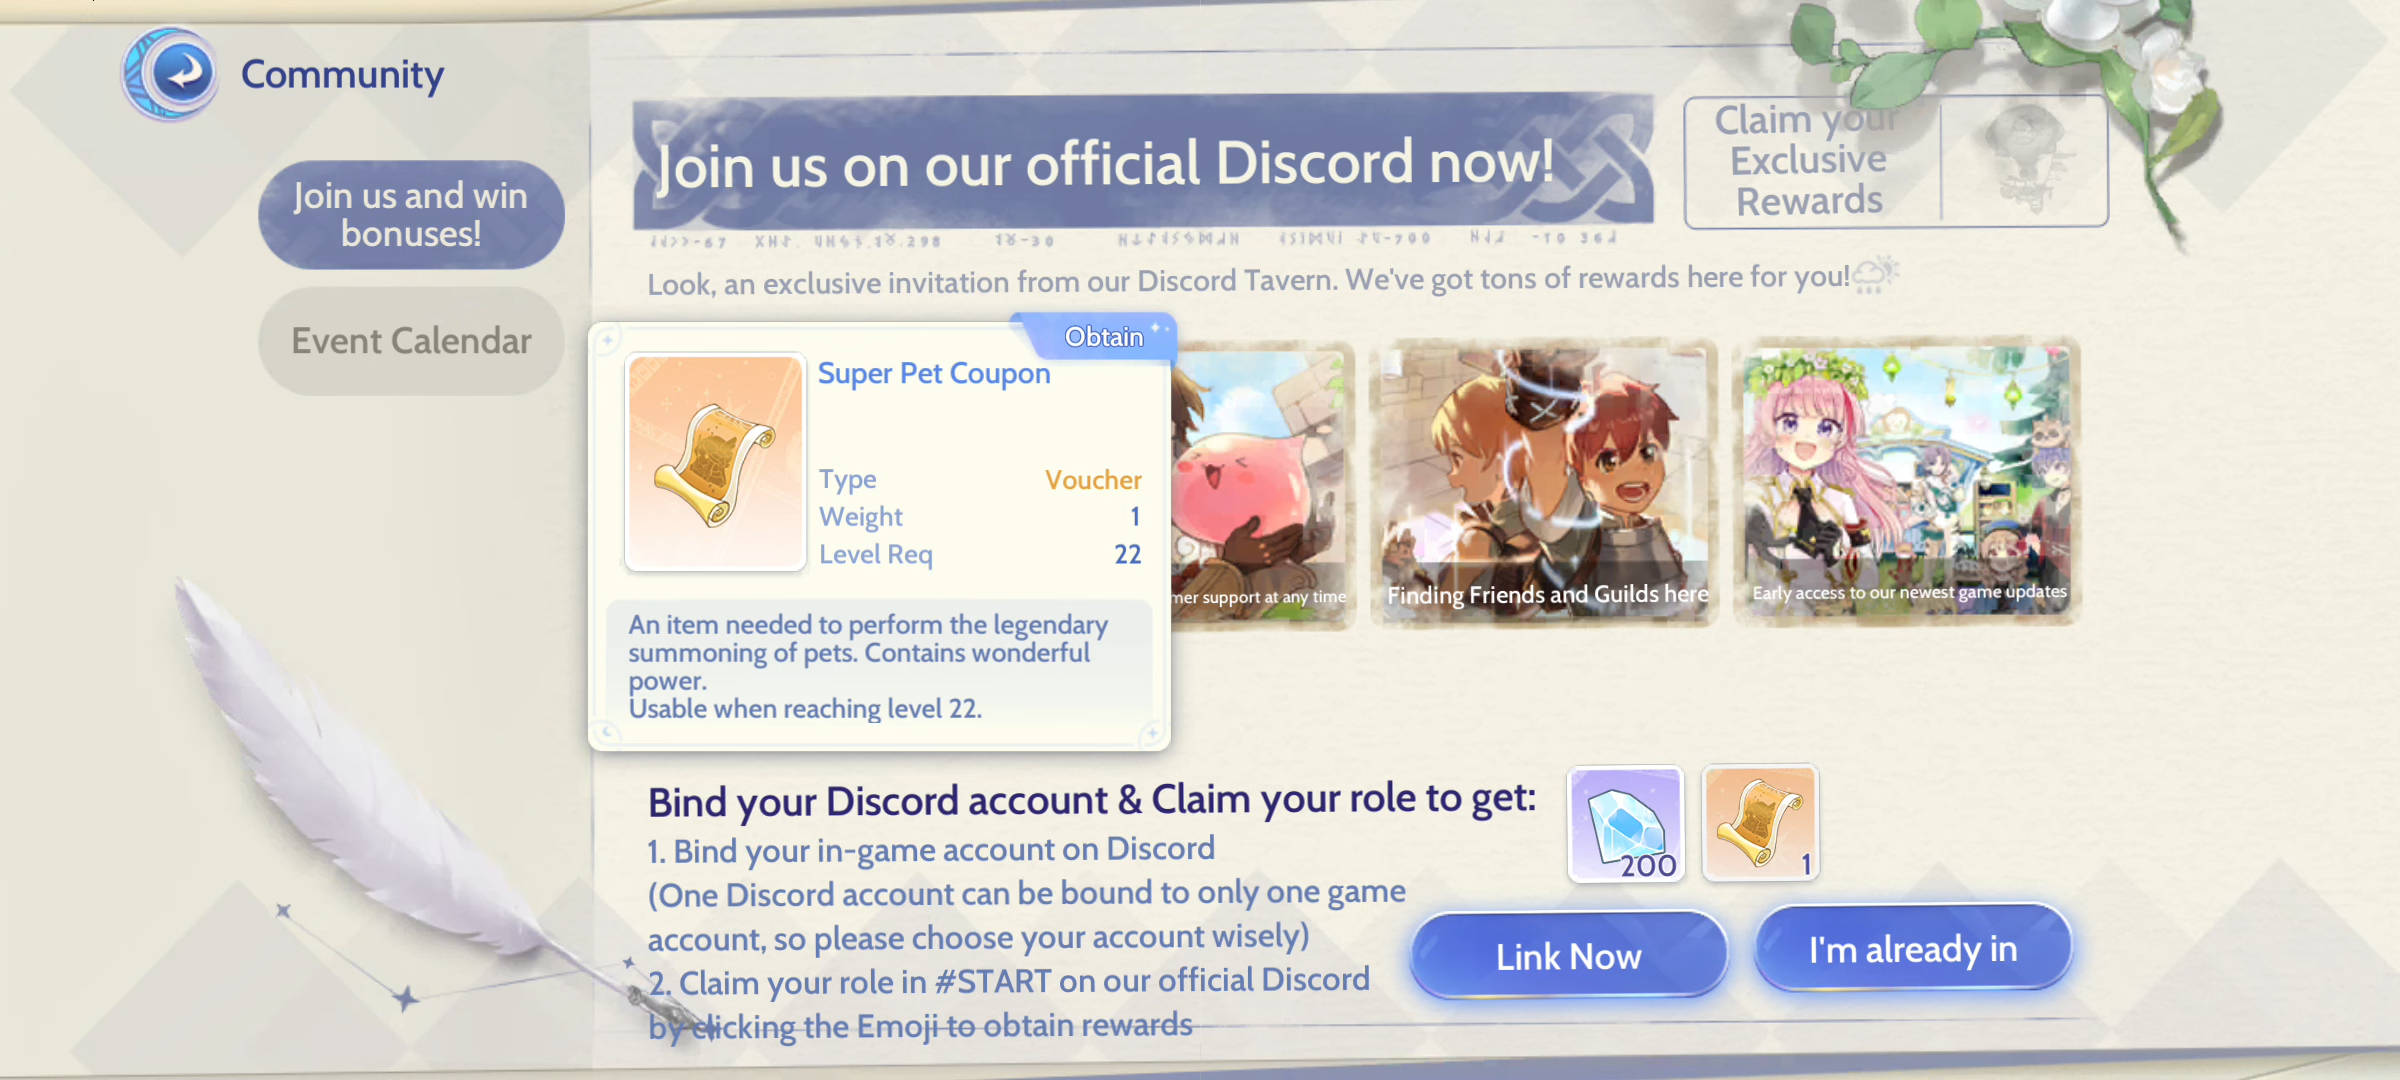 Community
Join us and win
bonuses!
Event Calendar
Join us on our official Discord now!
Claim your
Exclusive
Rewards
Look, an exclusive invitation from our Discord Tavern. We've got tons of rewards here for you!
Obtain
Super Pet Coupon
Type Voucher
Weight 1
Level Req 22
An item needed to perform the legendary
summoning of pets. Contains wonderful
power.
Usable when reaching level 22.
support at any time
Finding Friends and Guilds here
Early access to our newest game updates
Bind your Discord account & Claim your role to get:
200
1
1. Bind your in-game account on Discord
(One Discord account can be bound to only one game
account, so please choose your account wisely)
2. Claim your role in #START on our official Discord
by clicking the Emoji to obtain rewards
Link Now
I'm already in